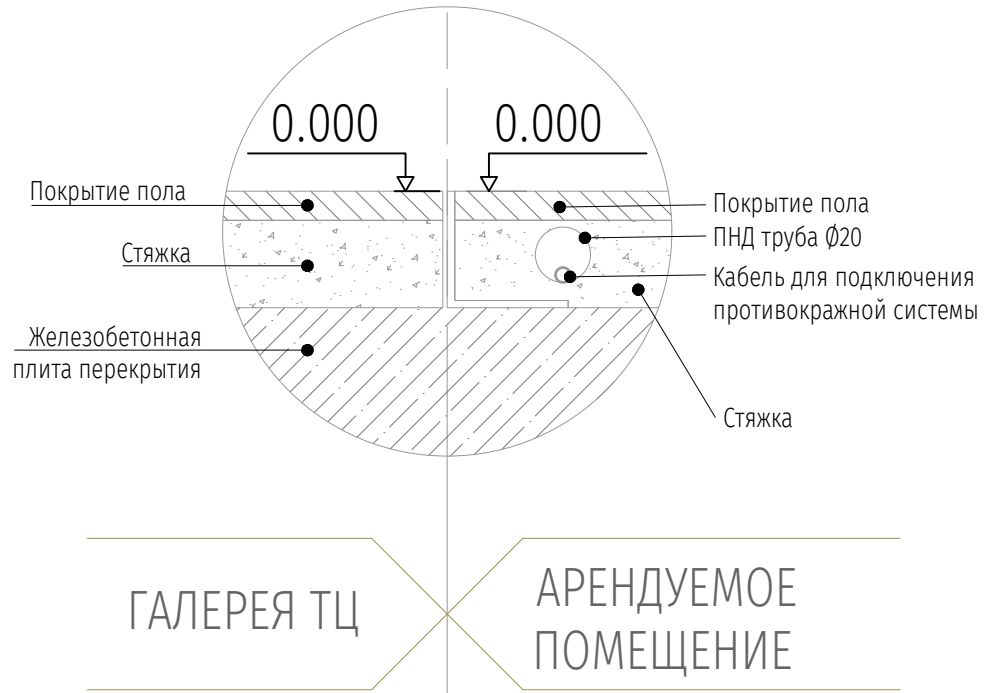 0.000
0.000
Покрытие пола
Стяжка
Железобетонная
плита перекрытия
Покрытие пола
ПНД труба Ø20
Кабель для подключения
противокражной системы
Стяжка
ГАЛЕРЕЯ ТЦ
АРЕНДУЕМОЕ
ПОМЕЩЕНИЕ